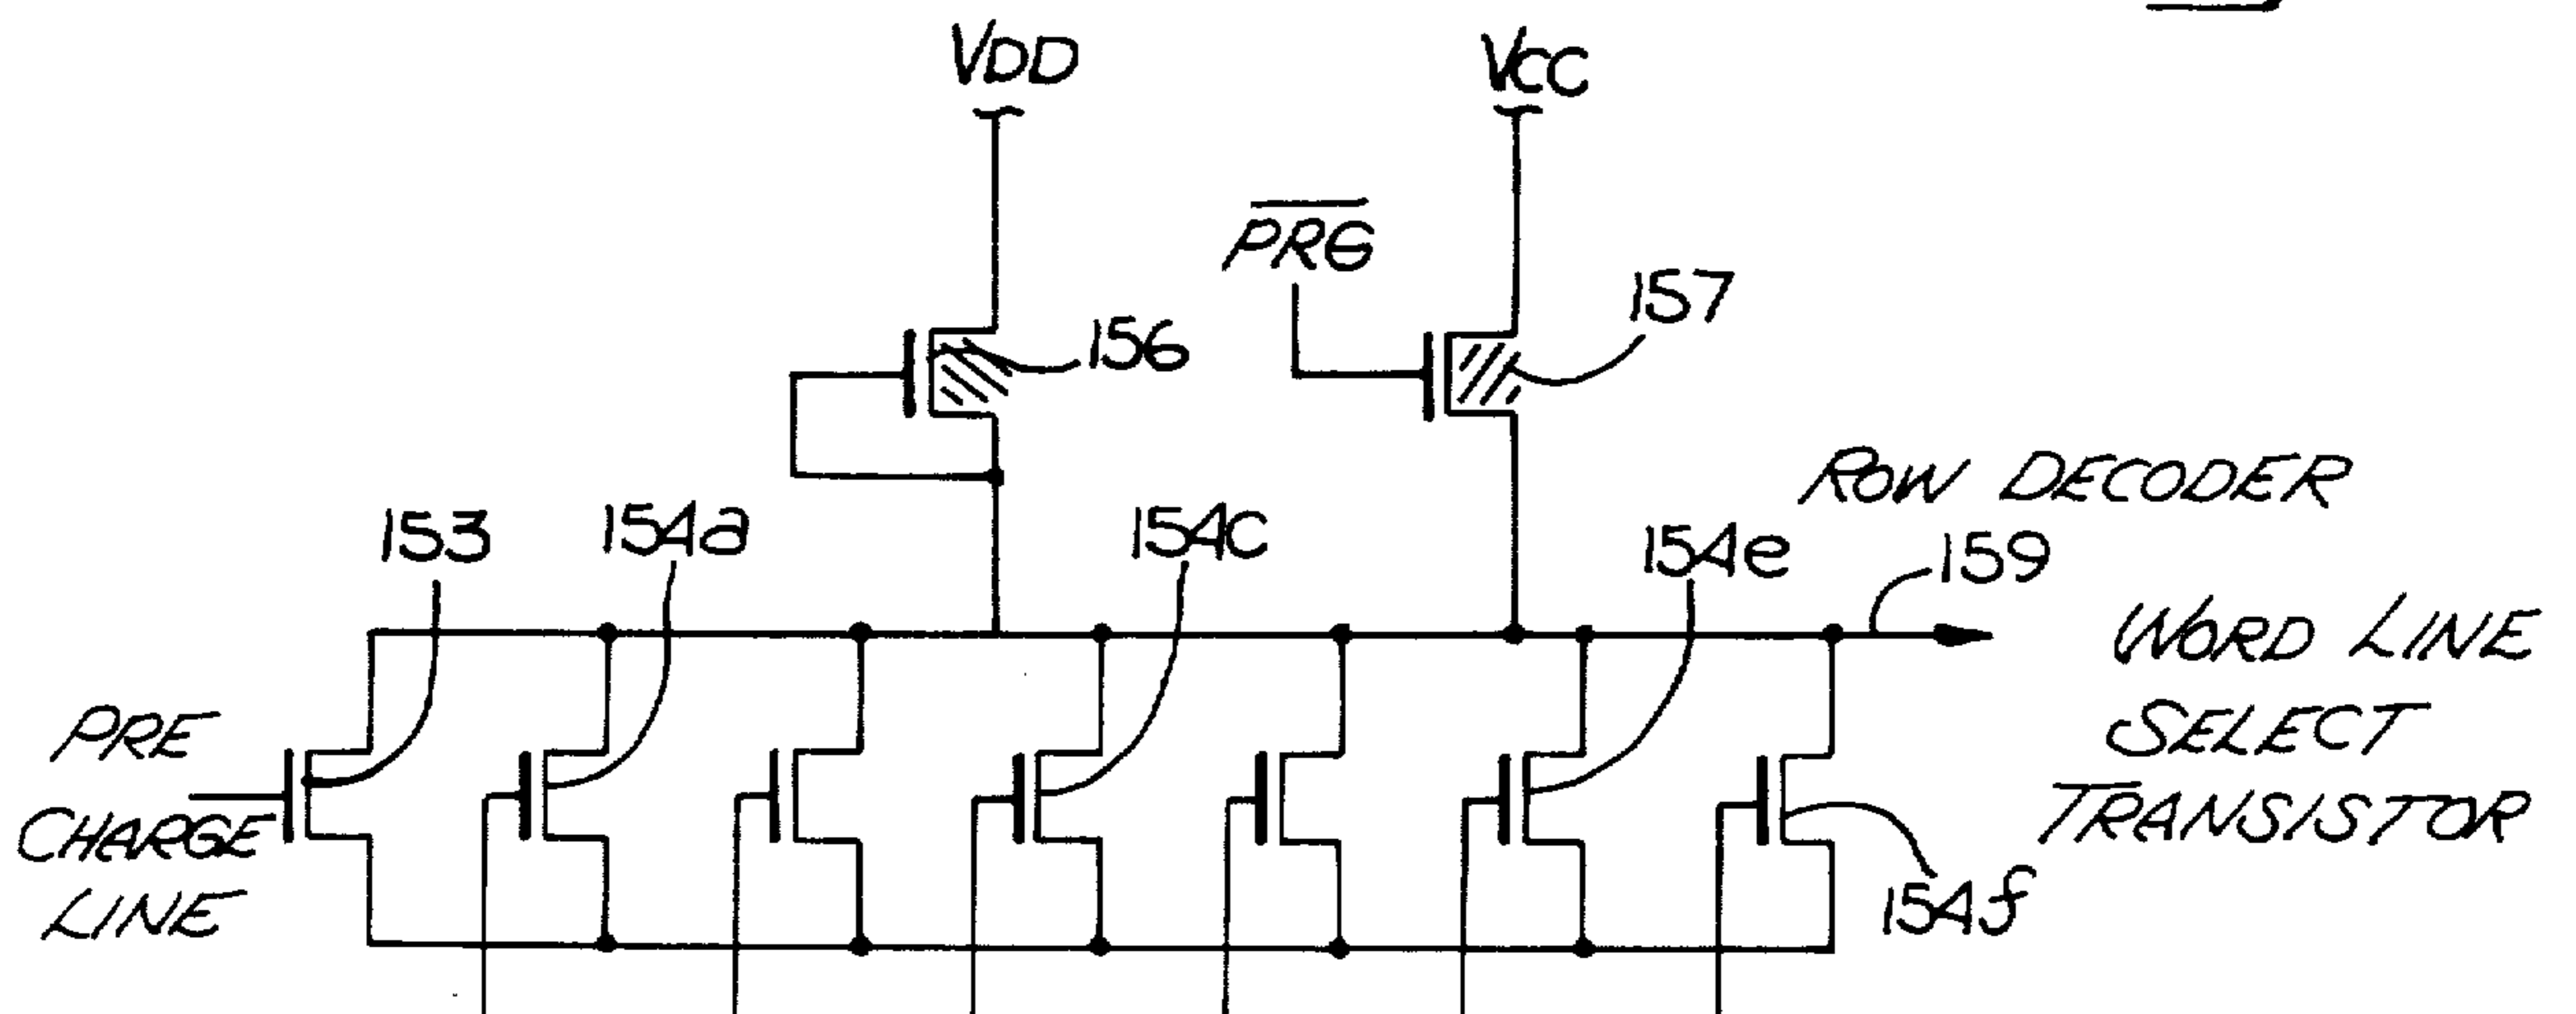 VDD
VCC
PRG
156
157
ROW DECODER
153
154a
154c
154e
159
WORD LINE
SELECT
TRANSISTOR
PRE
CHARGE
LINE
154f